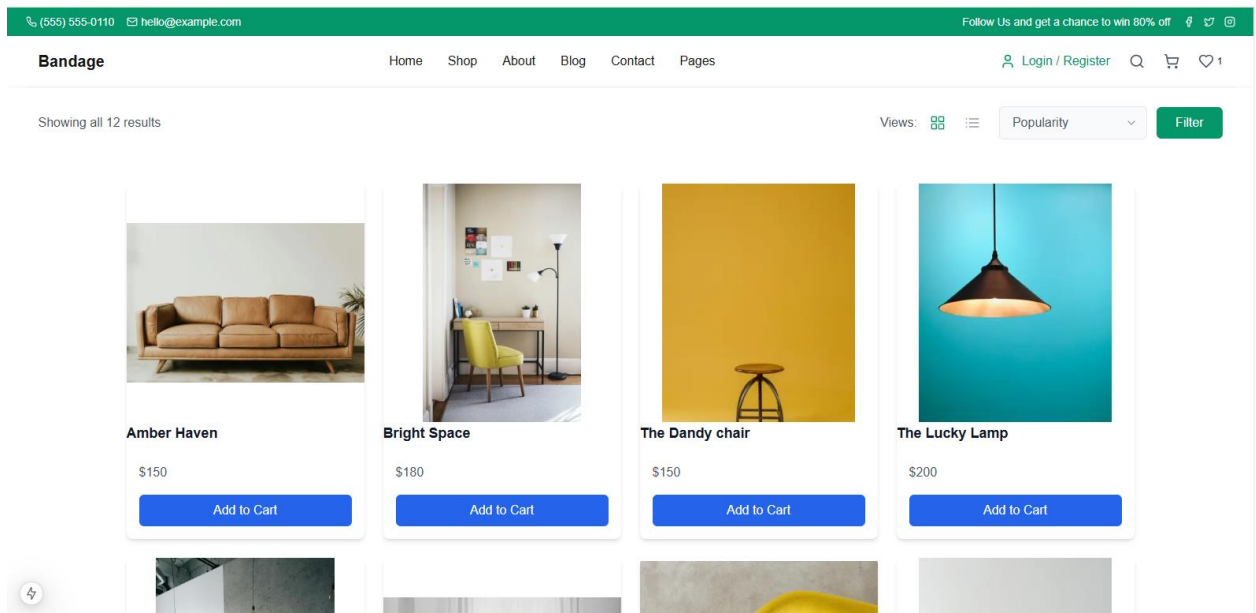 (555) 555-0110 hello@example.com Follow Us and get a chance to win 80% off
Bandage Home Shop About Blog Contact Pages Login / Register 1
Showing all 12 results Views: Popularity Filter
Amber Haven Bright Space The Dandy chair The Lucky Lamp
$150 $180 $150 $200
Add to Cart Add to Cart Add to Cart Add to Cart